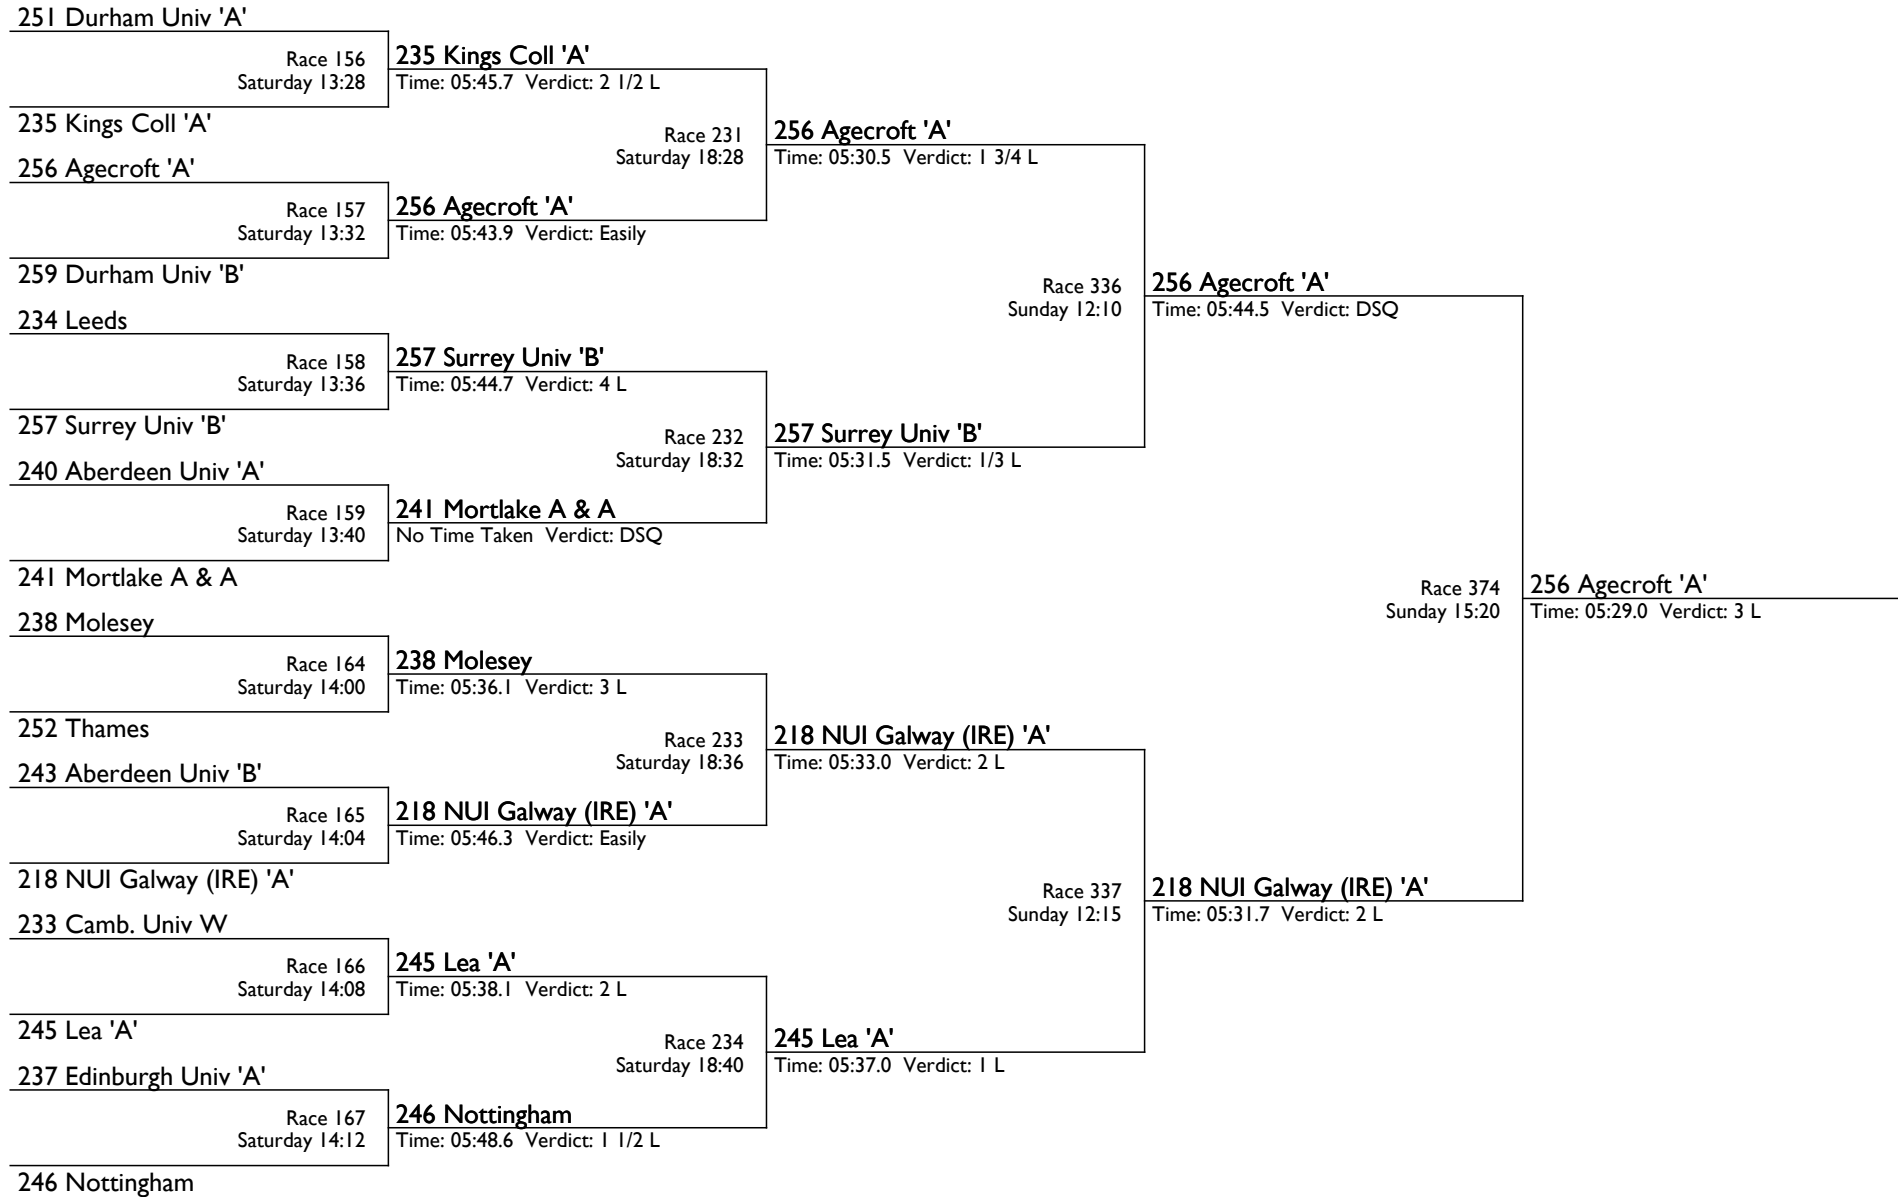 251 Durham Univ 'A'
Race 156
Saturday 13:28
235 Kings Coll 'A'
235 Kings Coll 'A'
Time: 05:45.7 Verdict: 2 1/2 L
256 Agecroft 'A'
Race 157
Saturday 13:32
259 Durham Univ 'B'
256 Agecroft 'A'
Time: 05:43.9 Verdict: Easily
234 Leeds
Race 158
Saturday 13:36
257 Surrey Univ 'B'
257 Surrey Univ 'B'
Time: 05:44.7 Verdict: 4 L
240 Aberdeen Univ 'A'
Race 159
Saturday 13:40
241 Mortlake A & A
241 Mortlake A & A
No Time Taken Verdict: DSQ
238 Molesey
Race 164
Saturday 14:00
252 Thames
238 Molesey
Time: 05:36.1 Verdict: 3 L
243 Aberdeen Univ 'B'
Race 165
Saturday 14:04
218 NUI Galway (IRE) 'A'
218 NUI Galway (IRE) 'A'
Time: 05:46.3 Verdict: Easily
233 Camb. Univ W
Race 166
Saturday 14:08
245 Lea 'A'
245 Lea 'A'
Time: 05:38.1 Verdict: 2 L
237 Edinburgh Univ 'A'
Race 167
Saturday 14:12
246 Nottingham
246 Nottingham
Time: 05:48.6 Verdict: 1 1/2 L
Race 231
Saturday 18:28
256 Agecroft 'A'
Time: 05:30.5 Verdict: 1 3/4 L
Race 232
Saturday 18:32
257 Surrey Univ 'B'
Time: 05:31.5 Verdict: 1/3 L
Race 233
Saturday 18:36
218 NUI Galway (IRE) 'A'
Time: 05:33.0 Verdict: 2 L
Race 234
Saturday 18:40
245 Lea 'A'
Time: 05:37.0 Verdict: 1 L
Race 336
Sunday 12:10
256 Agecroft 'A'
Time: 05:44.5 Verdict: DSQ
Race 337
Sunday 12:15
218 NUI Galway (IRE) 'A'
Time: 05:31.7 Verdict: 2 L
Race 374
Sunday 15:20
256 Agecroft 'A'
Time: 05:29.0 Verdict: 3 L